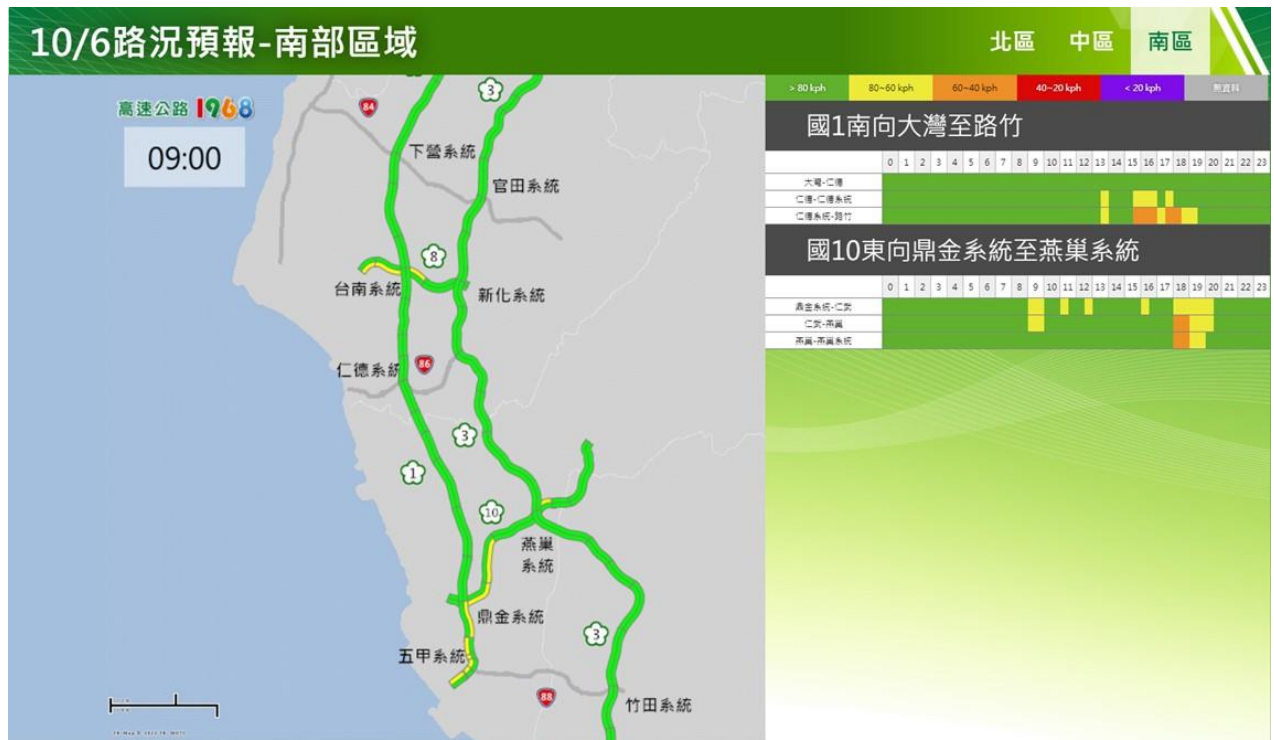 10/6路況預報-南部區域
北區 中區 南區
高速公路 1968
09:00
84
3
下營系統
官田系統
8
台南系統
新化系統
仁德系統
86
3
1
10
燕巢
系統
鼎金系統
3
五甲系統
88
竹田系統
> 80 kph 80~60 kph 60~40 kph 40~20 kph < 20 kph 無資料
國1南向大灣至路竹
0 1 2 3 4 5 6 7 8 9 10 11 12 13 14 15 16 17 18 19 20 21 22 23
大灣-仁德
仁德-仁德系統
仁德系統-路竹
國10東向鼎金系統至燕巢系統
0 1 2 3 4 5 6 7 8 9 10 11 12 13 14 15 16 17 18 19 20 21 22 23
鼎金系統-仁武
仁武-燕巢
燕巢-燕巢系統